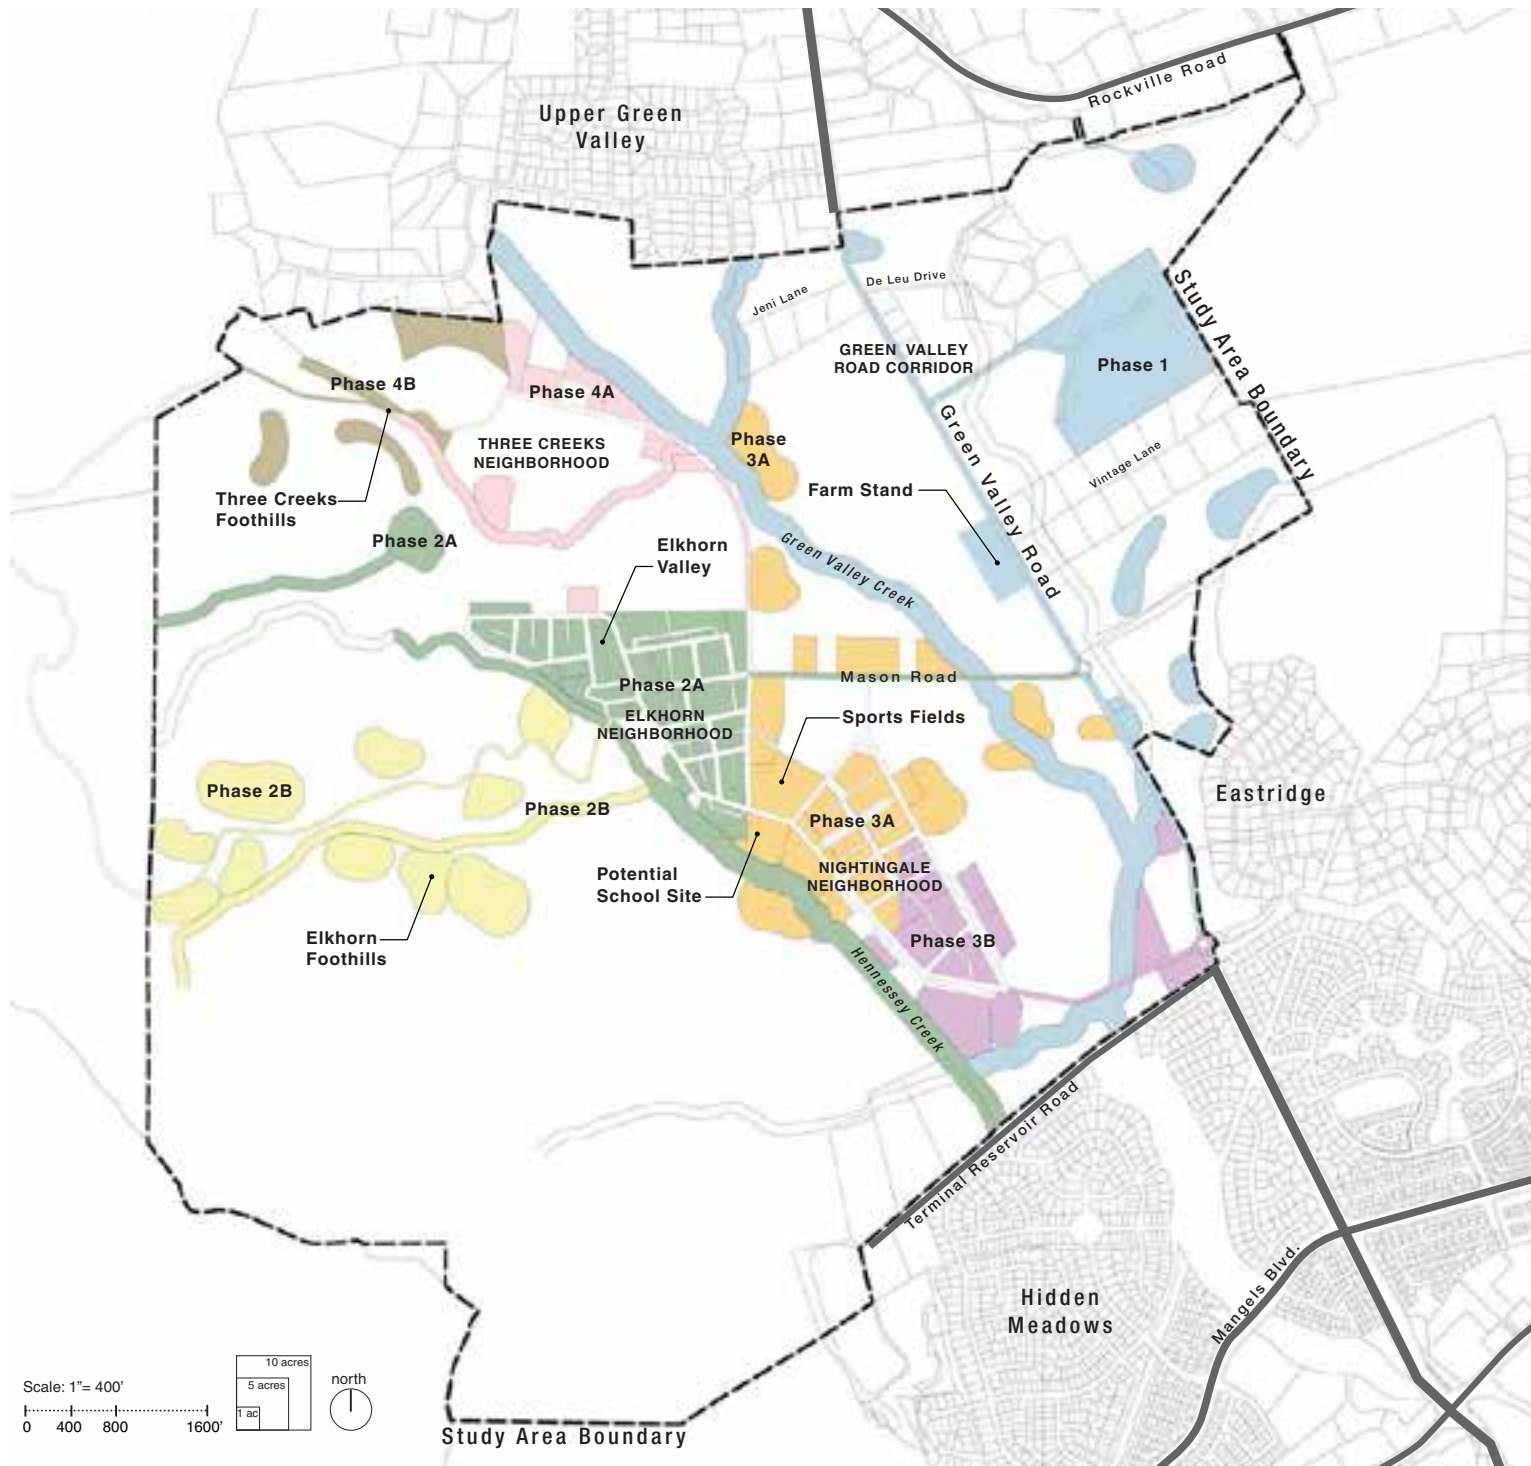 Rockville Road
Upper Green
Valley
De Leu Drive
Jeni Lane
Study Area Boundary
GREEN VALLEY
ROAD CORRIDOR
Phase 1
Phase 4B
Phase 4A
Green Valley Road
Phase
3A
THREE CREEKS
NEIGHBORHOOD
Vintage Lane
Three Creeks
Foothills
Farm Stand
Phase 2A
Elkhorn
Valley
Green Valley Creek
Mason Road
Phase 2A
ELKHORN
NEIGHBORHOOD
Sports Fields
Phase 2B
Phase 2B
Eastridge
Phase 3A
Potential
School Site
NIGHTINGALE
NEIGHBORHOOD
Elkhorn
Foothills
Phase 3B
Hennessey Creek
Terminal Reservoir Road
Hidden
Meadows
Mangels Blvd.
Scale: 1"= 400'
0 400 800 1600'
10 acres
5 acres
1 ac
north
Study Area Boundary